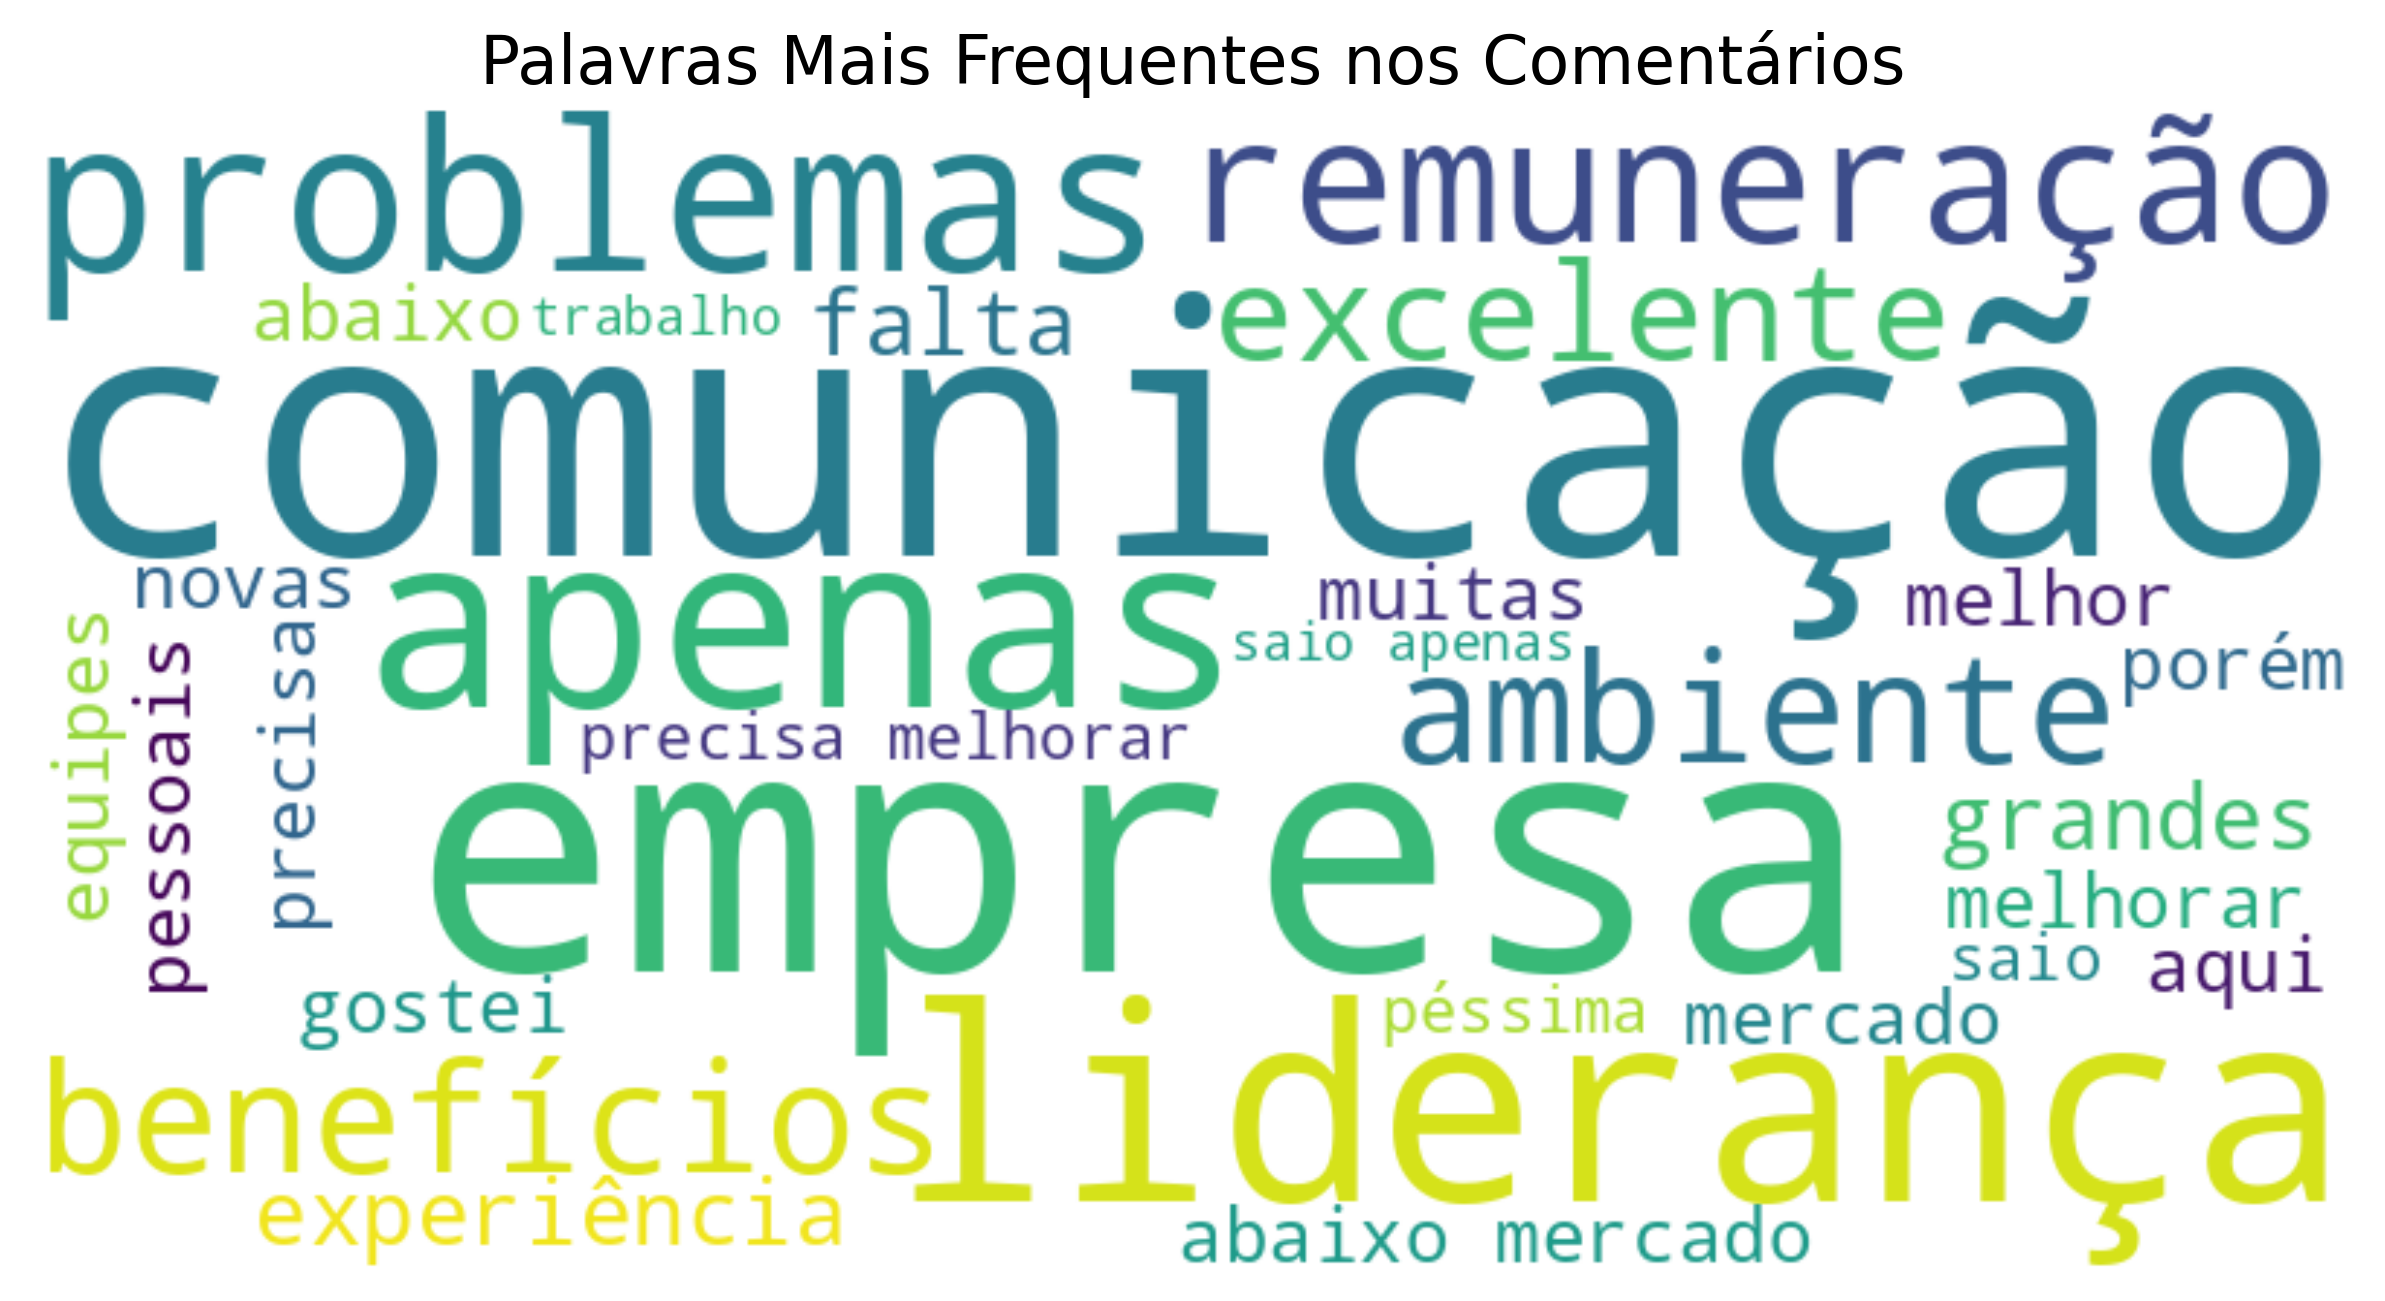 Palavras Mais Frequentes nos Comentários
problemas
remuneração
abaixo
trabalho
falta
excelente
comunicação
novas
apenas
muitas
melhor
saio apenas
porém
equipes
pessoais
precisas
ambiente
precisa melhorar
empresa
grandes
melhorar
saio
aqui
gostei
péssima
mercado
benefícios
liderança
experiência
abaixo mercado